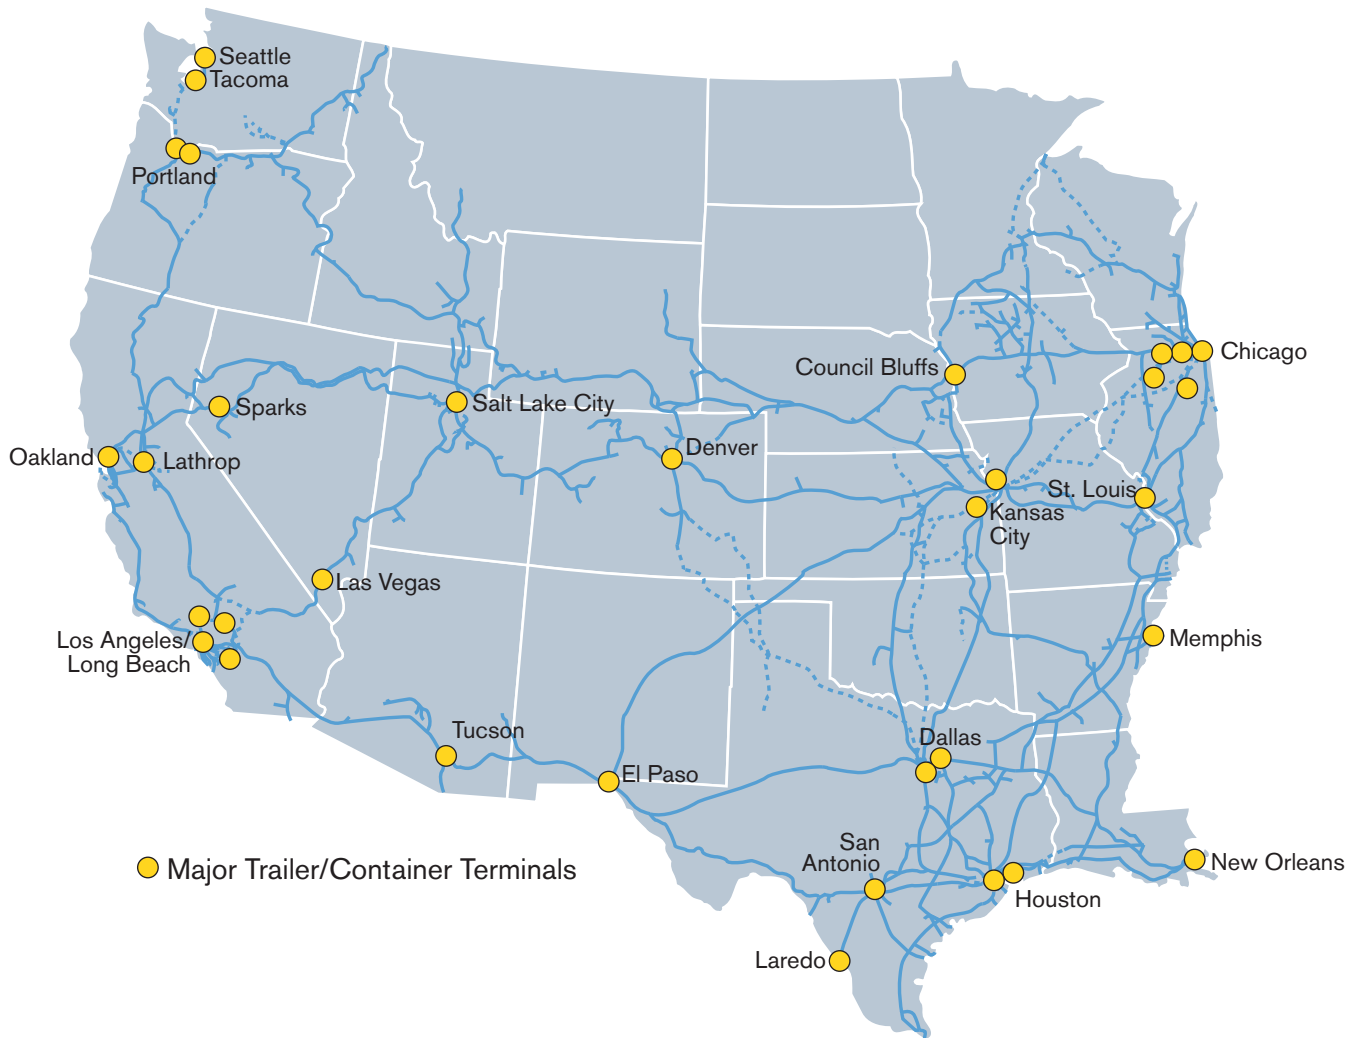 Seattle
Tacoma
Portland
Council Bluffs
Chicago
Sparks
Salt Lake City
Oakland
Lathrop
Denver
St. Louis
Kansas
City
Las Vegas
Los Angeles/
Long Beach
Memphis
Tucson
Dallas
El Paso
San
Antonio
Major Trailer/Container Terminals
New Orleans
Houston
Laredo